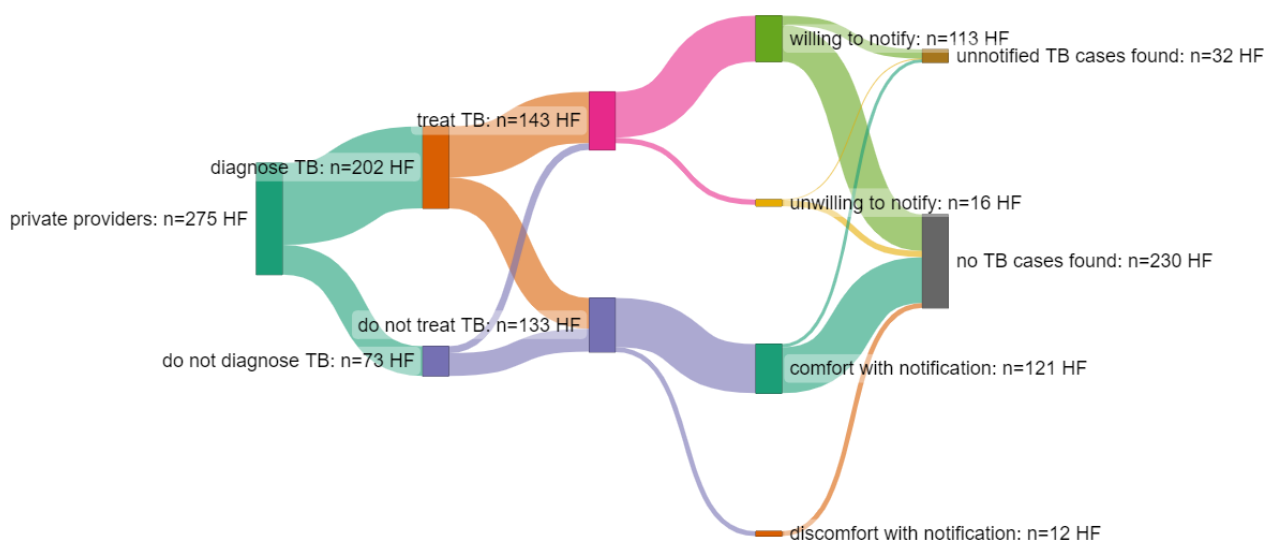 private providers: n=275 HF
diagnose TB: n=202 HF
do not diagnose TB: n=73 HF
treat TB: n=143 HF
do not treat TB: n=133 HF
willing to notify: n=113 HF
unwilling to notify: n=16 HF
comfort with notification: n=121 HF
discomfort with notification: n=12 HF
unnotified TB cases found: n=32 HF
no TB cases found: n=230 HF